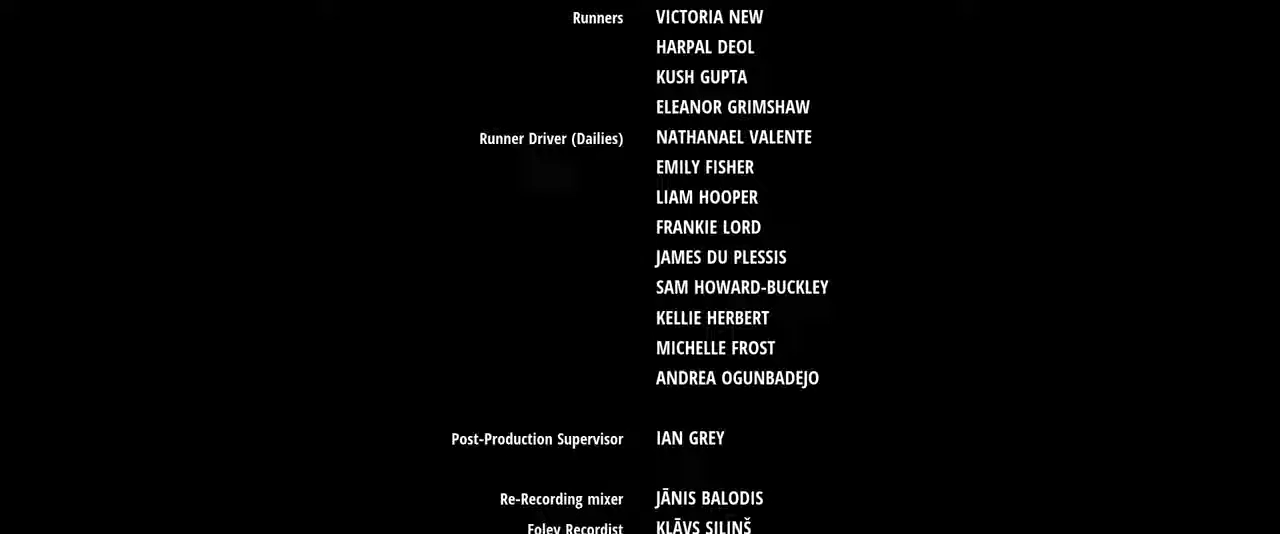 Runners VICTORIA NEW
HARPAL DEOL
KUSH GUPTA
ELEANOR GRIMSHAW
Runner Driver (Dailies) NATHANAEL VALENTE
EMILY FISHER
LIAM HOOPER
FRANKIE LORD
JAMES DU PLESSIS
SAM HOWARD-BUCKLEY
KELLIE HERBERT
MICHELLE FROST
ANDREA OGUNBADEJO
Post-Production Supervisor IAN GREY
Re-Recording mixer JĀNIS BALODIS
Foley Recordist KLĀVS SILIŅŠ